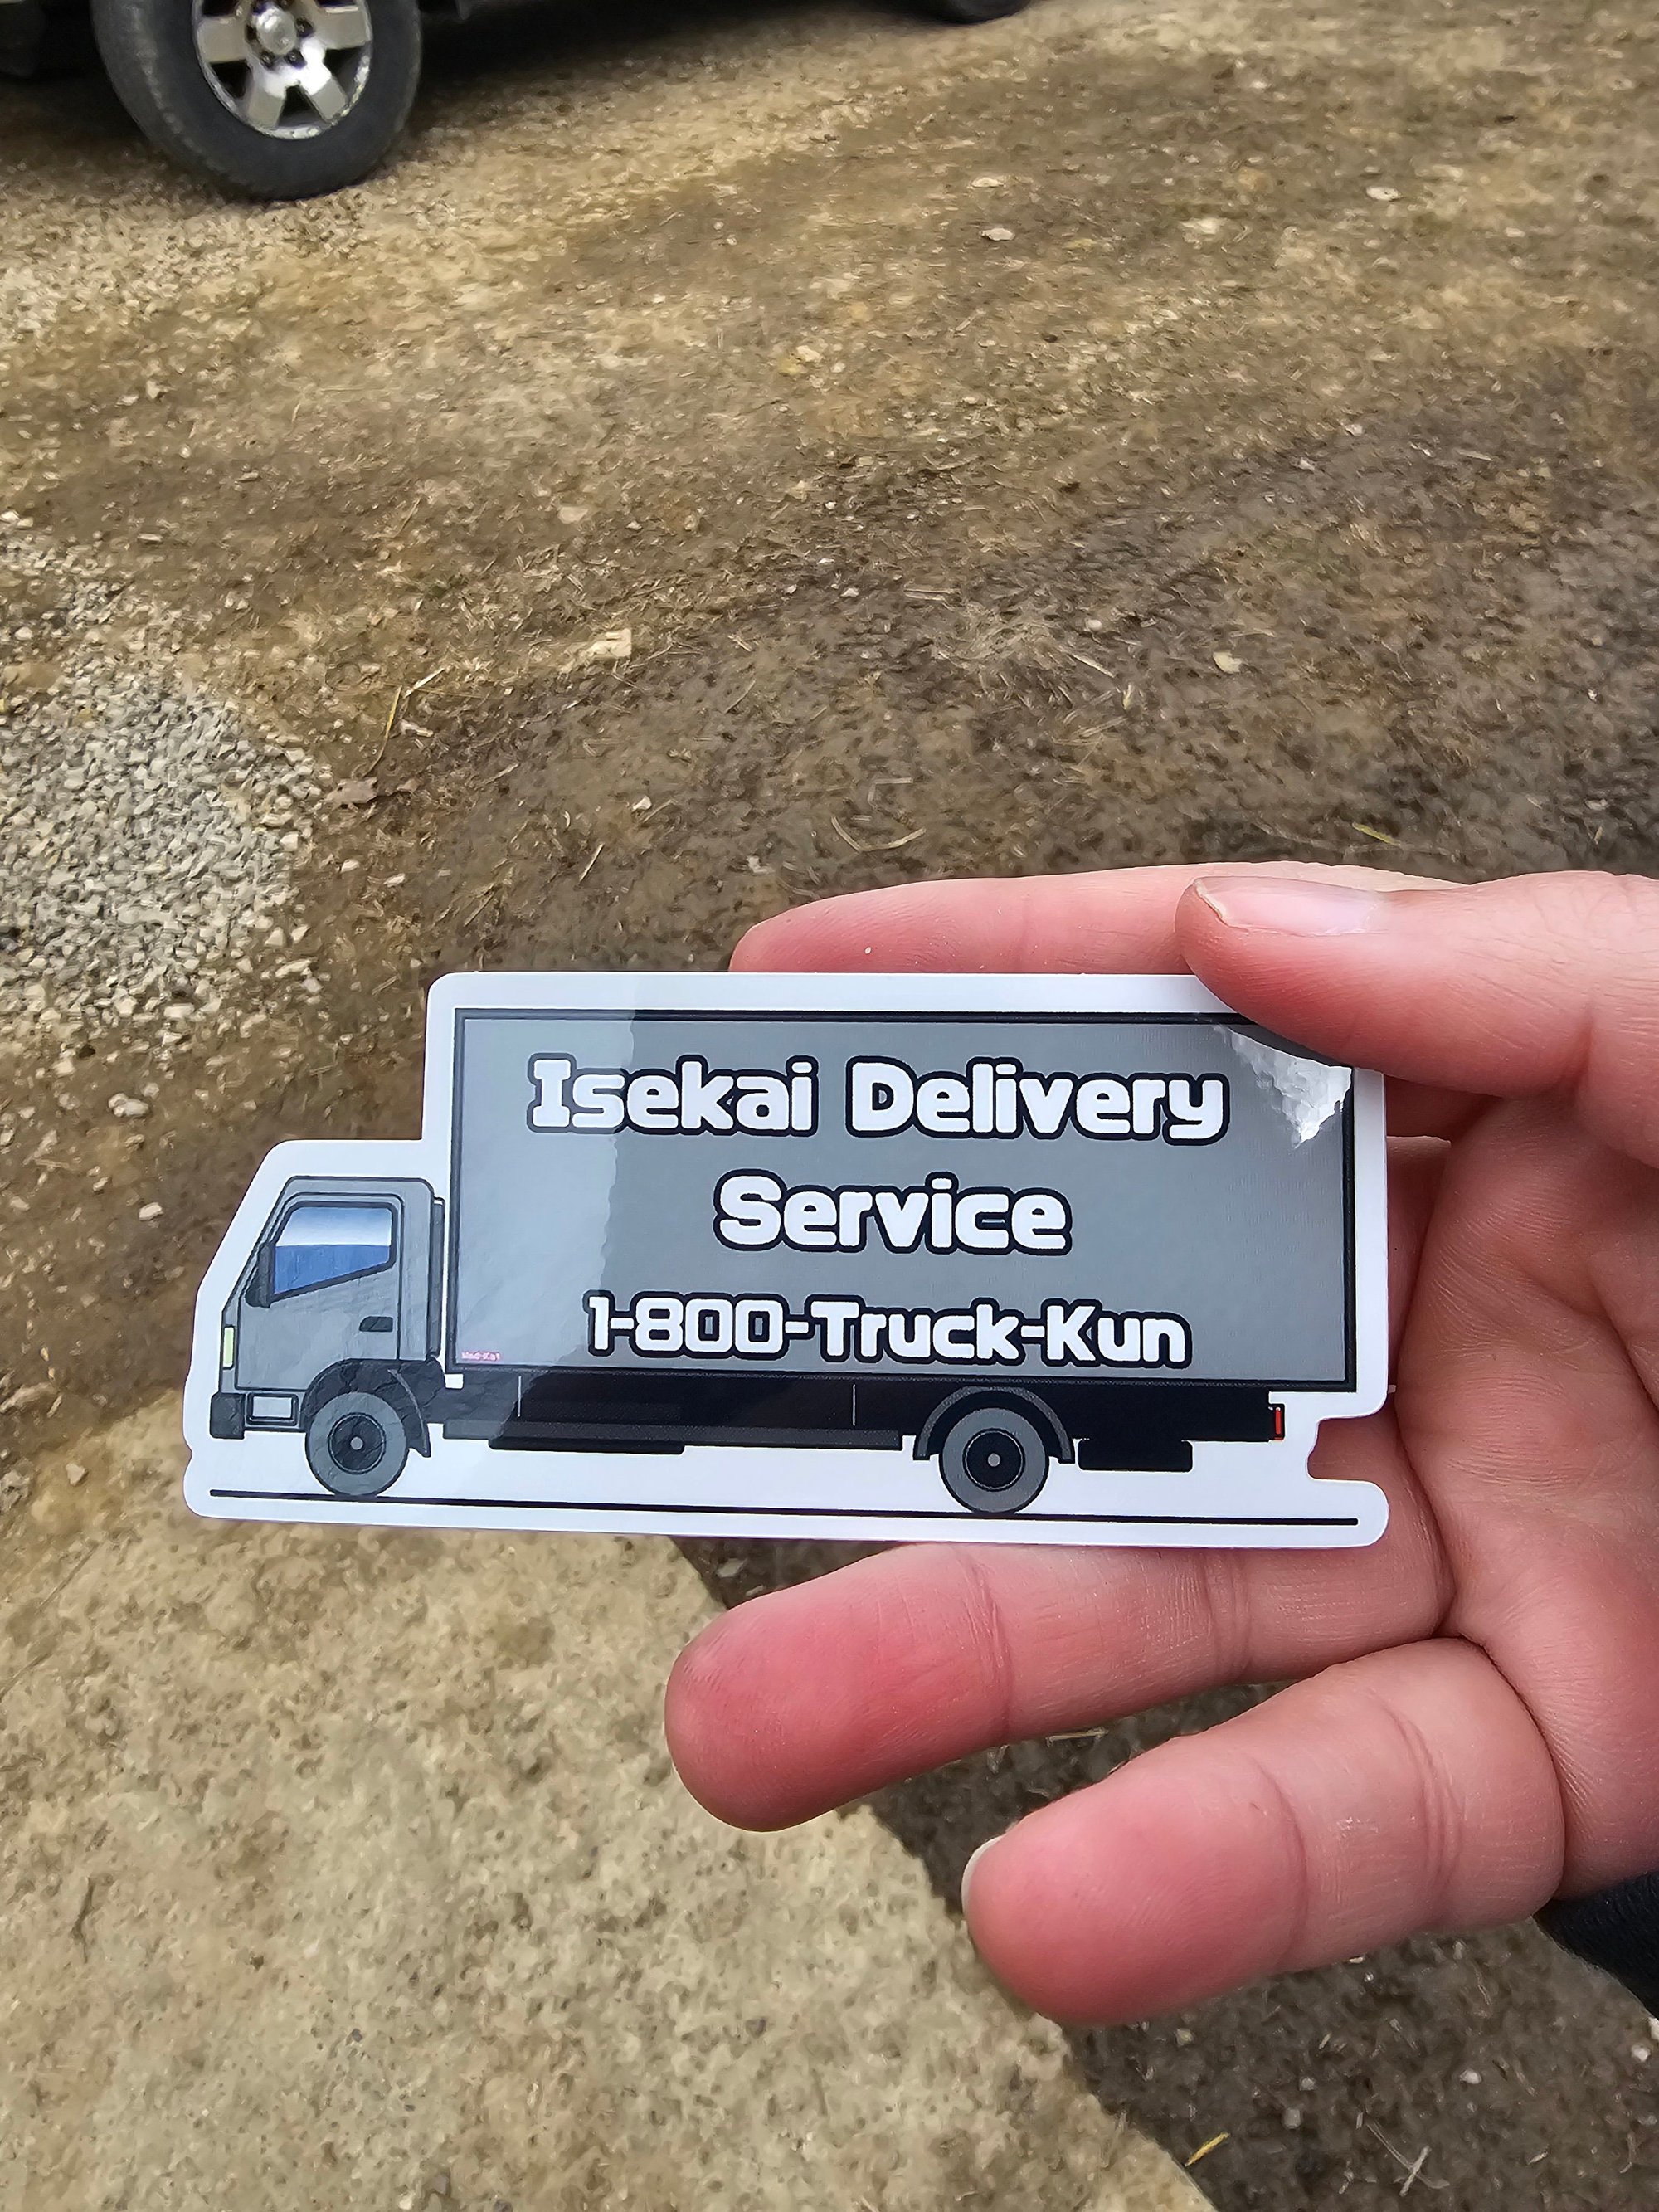 Isekai Delivery
Service
1-800-Truck-Kun